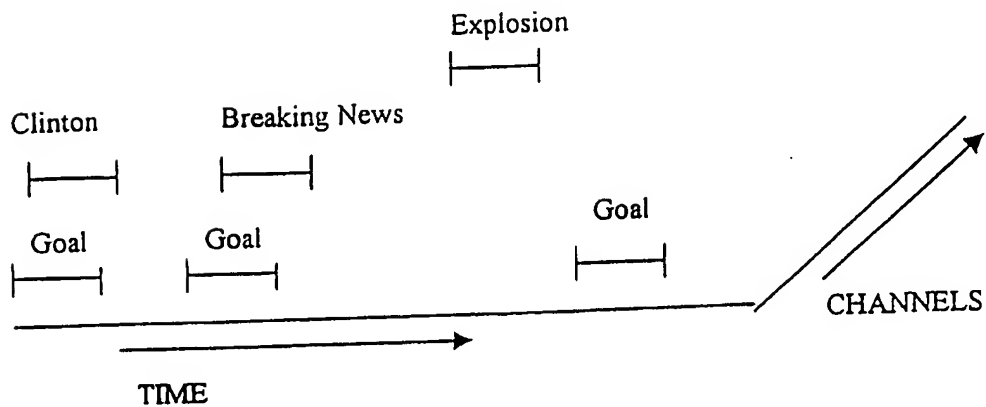 Explosion
Clinton
Breaking News
Goal
Goal
Goal
CHANNELS
TIME